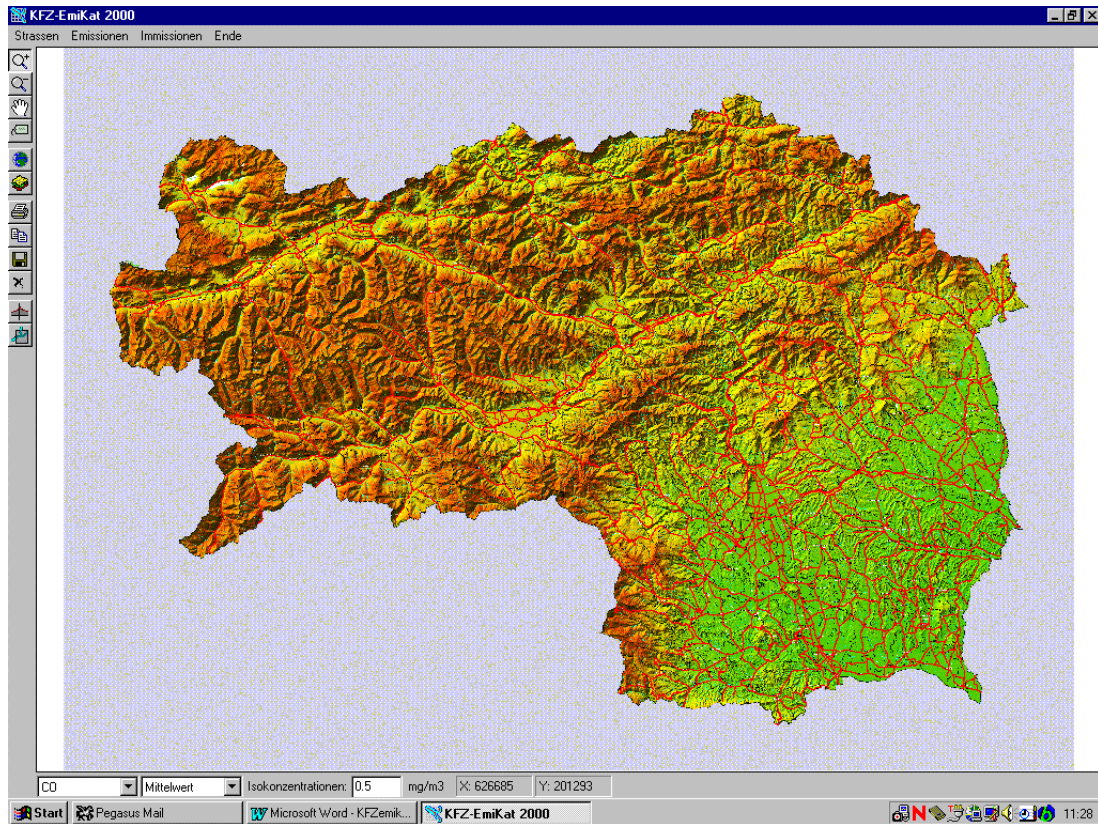 KFZ-EmiKat 2000
Strassen Emissionen Immissionen Ende
CO Mittelwert Isokonzentrationen: 0.5 mg/m3 X: 626685 Y: 201293
Start Pegasus Mail Microsoft Word - KFZemik... KFZ-EmiKat 2000 11:28